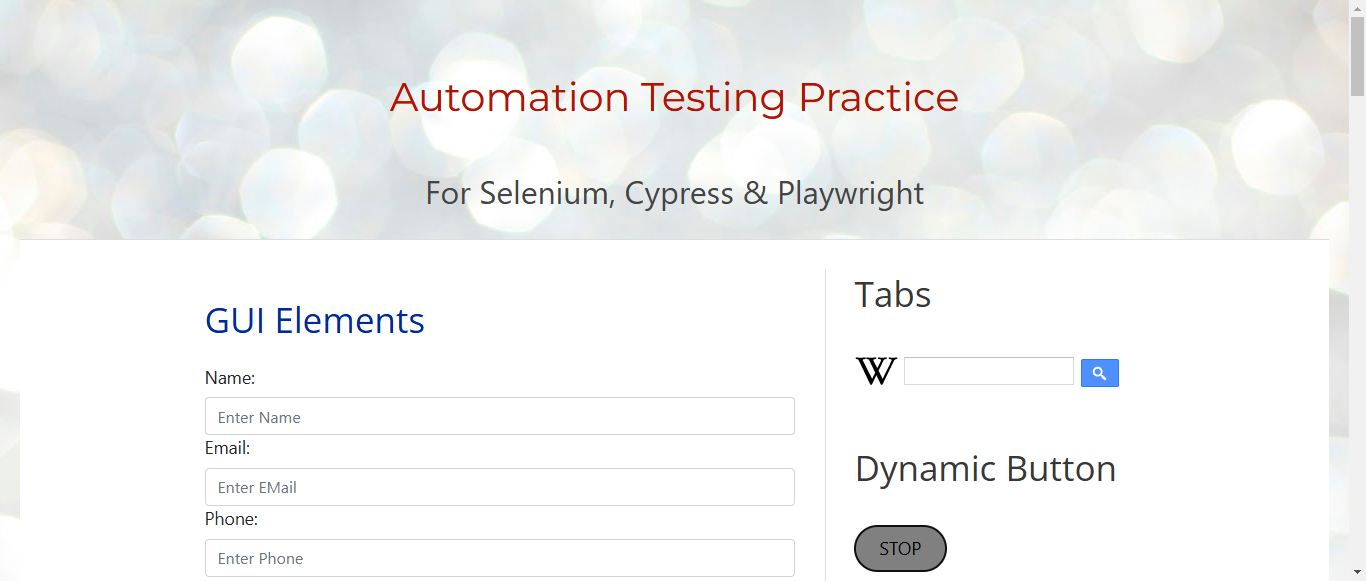 Automation Testing Practice
For Selenium, Cypress & Playwright
GUI Elements
Name:
Enter Name
Email:
Enter EMail
Phone:
Enter Phone
Tabs
W
Dynamic Button
STOP